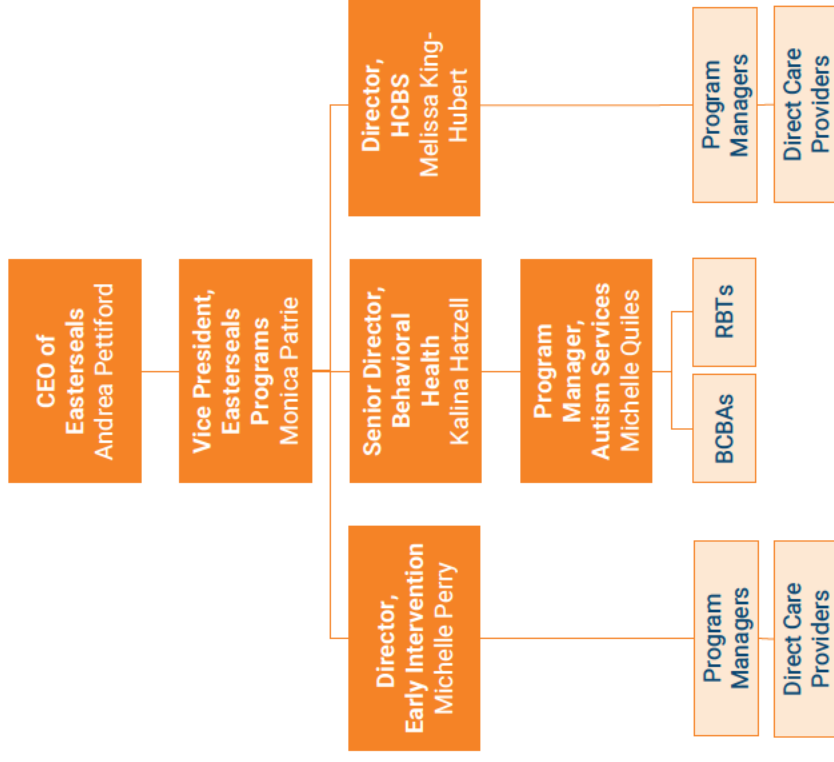 CEO of
Easterseals
Andrea Pettiford
Vice President,
Easterseals
Programs
Monica Patrie
Director,
Early Intervention
Michelle Perry
Senior Director,
Behavioral
Health
Kalina Hatzell
Director,
HCBS
Melissa King-
Hubert
Program
Manager,
Autism Services
Michelle Quiles
Program
Managers
Direct Care
Providers
BCBAs
RBTs
Program
Managers
Direct Care
Providers